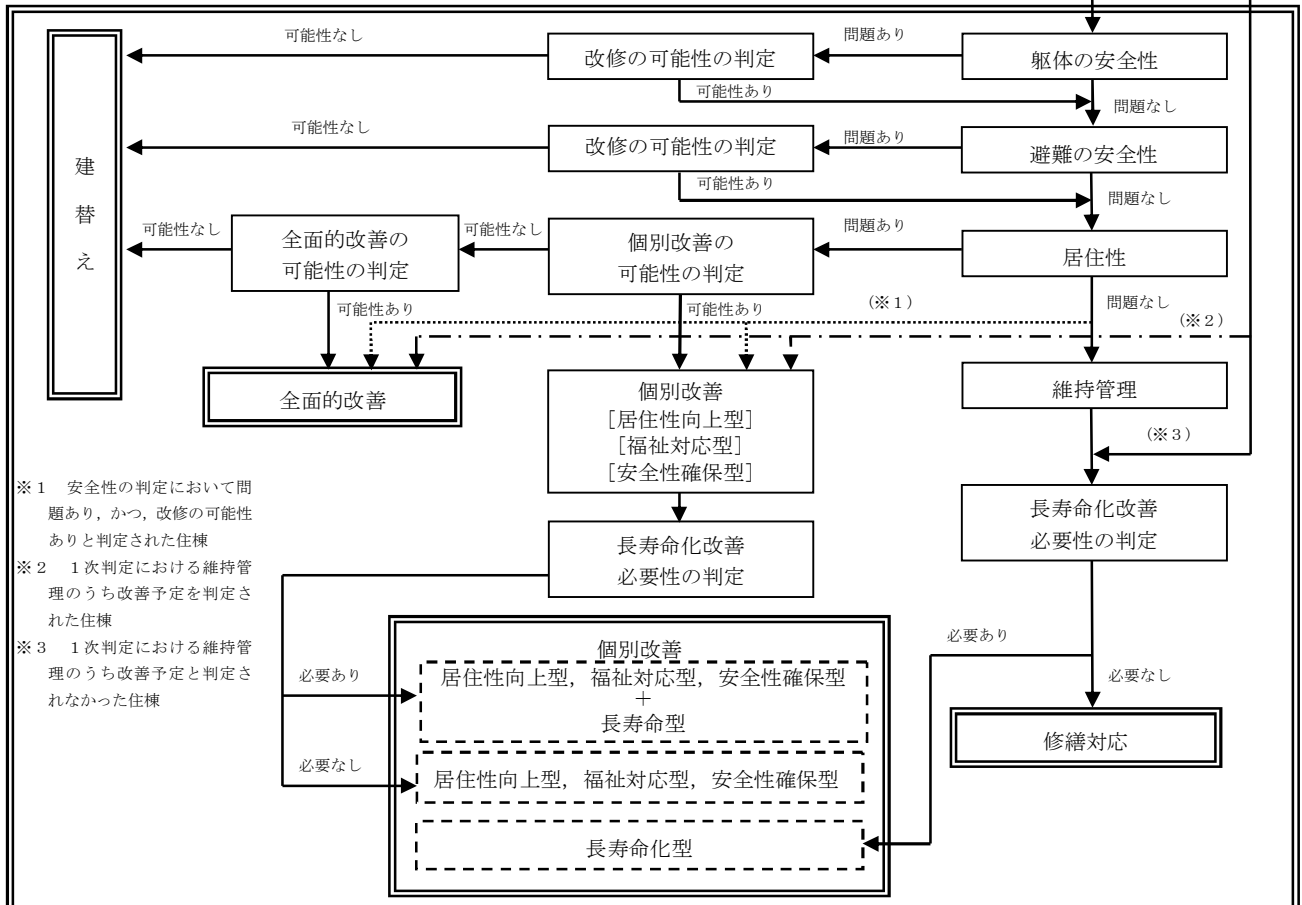 可能性なし
問題あり
改修の可能性の判定
躯体の安全性
可能性あり
問題なし
可能性なし
問題あり
改修の可能性の判定
避難の安全性
可能性あり
問題なし
建替え
可能性なし
全面的改善の
可能性の判定
可能性なし
個別改善の
可能性の判定
問題あり
居住性
可能性あり
可能性あり
(※1)
問題なし
(※2)
全面的改善
個別改善
[居住性向上型]
[福祉対応型]
[安全性確保型]
維持管理
(※3)
※1 安全性の判定において問
題あり,かつ,改修の可能性
ありと判定された住棟
※2 1次判定における維持管
理のうち改善予定を判定さ
れた住棟
※3 1次判定における維持管
理のうち改善予定と判定さ
れなかった住棟
長寿命化改善
必要性の判定
長寿命化改善
必要性の判定
個別改善
必要あり
居住性向上型,福祉対応型,安全性確保型
+
長寿命型
必要なし
居住性向上型,福祉対応型,安全性確保型
長寿命化型
必要あり
必要なし
修繕対応